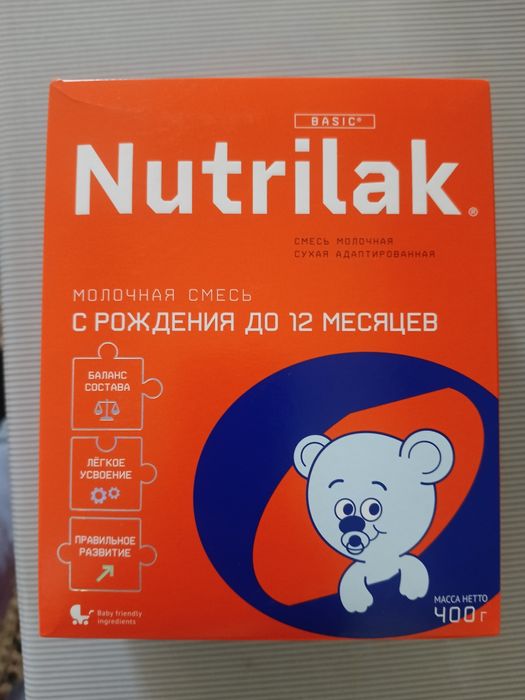 BASIC®
Nutrilak®
СМЕСЬ МОЛОЧНАЯ
СУХАЯ АДАПТИРОВАННАЯ
МОЛОЧНАЯ СМЕСЬ
С РОЖДЕНИЯ ДО 12 МЕСЯЦЕВ
БАЛАНС
СОСТАВА
ЛЁГКОЕ
УСВОЕНИЕ
ПРАВИЛЬНОЕ
РАЗВИТИЕ
Baby friendly
ingredients
МАССА НЕТТО
400 г